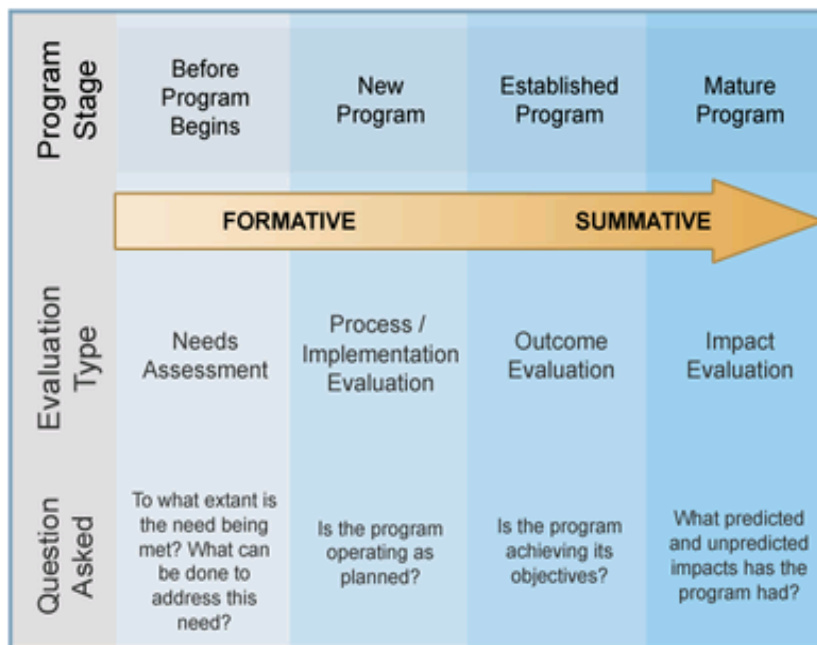 Program
Stage
Before
Program
Begins
New
Program
Established
Program
Mature
Program
FORMATIVE
SUMMATIVE
Evaluation
Type
Needs
Assessment
Process /
Implementation
Evaluation
Outcome
Evaluation
Impact
Evaluation
Question
Asked
To what extant is
the need being
met? What can
be done to
address this
need?
Is the program
operating as
planned?
Is the program
achieving its
objectives?
What predicted
and unpredicted
impacts has the
program had?